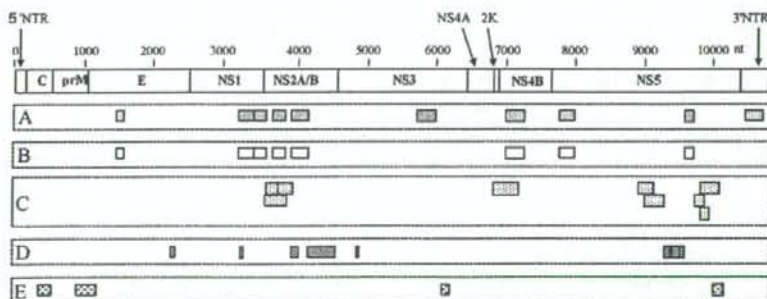 5'NTR NS4A 2K 3'NTR
0 1000 2000 3000 4000 5000 6000 7000 8000 9000 10000 nt
C prM E NS1 NS2A/B NS3 NS4B NS5
A
B
C
D
E